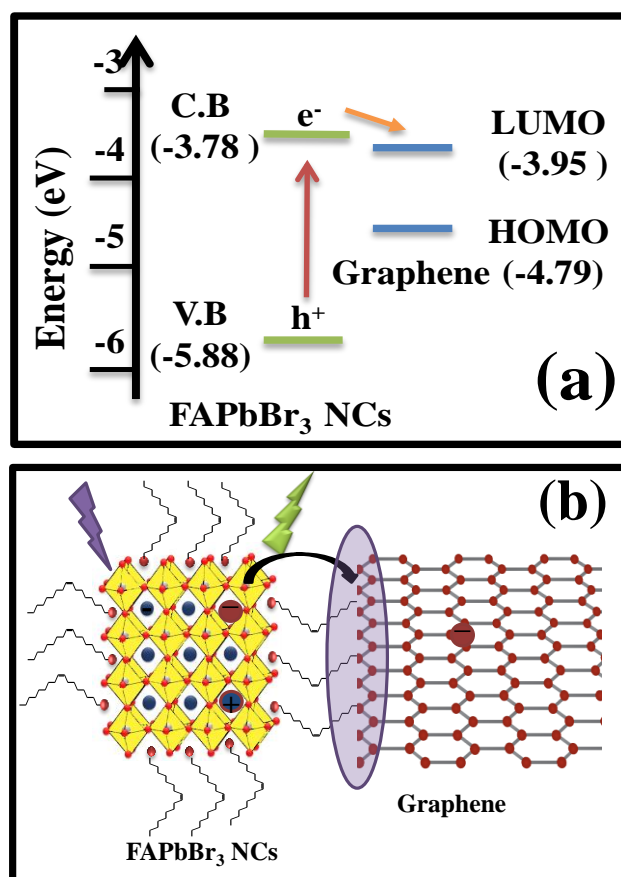 Energy (eV)
-3
-4
-5
-6
C.B
(-3.78 )
e-
LUMO
(-3.95 )
HOMO
Graphene (-4.79)
V.B
(-5.88)
h+
FAPbBr3 NCs
(a)
(b)
−
−
+
−
Graphene
FAPbBr3 NCs